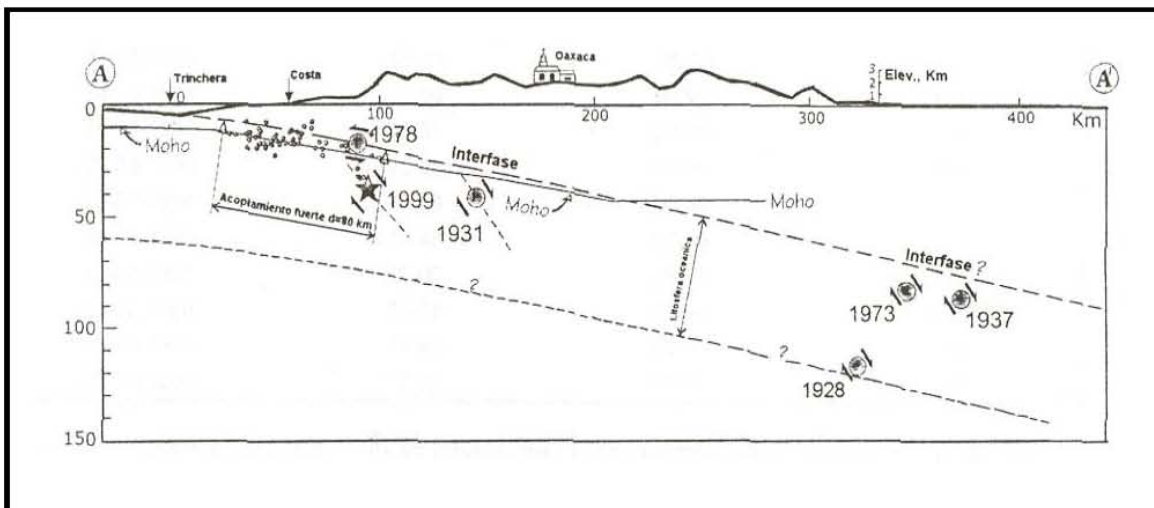 A
Trinchera
Costa
Oaxaca
3
2
1
Elev., Km
A'
0
0
100
200
300
400
Km
Moho
1978
Interfase
1999
1931
Moho
Moho
50
Acoplamiento fuerte d=80 km
Litosfera oceanica
?
Interfase ?
1973
1937
100
?
1928
150